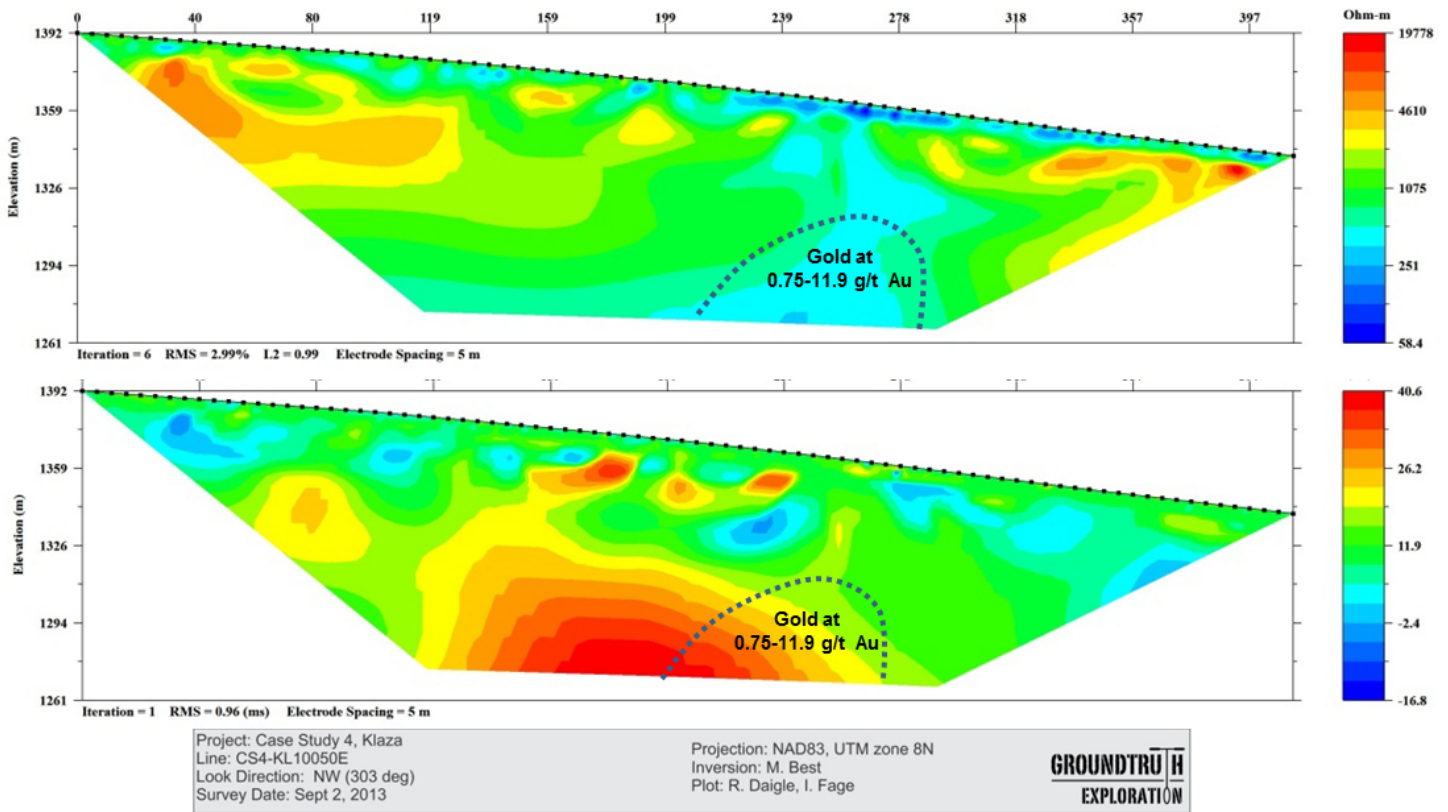 0 40 80 119 159 199 239 278 318 357 397
Ohm-m
1392
1359
1326
1294
1261
Elevation (m)
19778
4610
1075
251
58.4
Gold at
0.75-11.9 g/t Au
Iteration = 6 RMS = 2.99% L2 = 0.99 Electrode Spacing = 5 m
1392
1359
1326
1294
1261
Elevation (m)
40.6
26.2
11.9
-2.4
-16.8
Gold at
0.75-11.9 g/t Au
Iteration = 1 RMS = 0.96 (ms) Electrode Spacing = 5 m
Project: Case Study 4, Klaza
Line: CS4-KL10050E
Look Direction: NW (303 deg)
Survey Date: Sept 2, 2013
Projection: NAD83, UTM zone 8N
Inversion: M. Best
Plot: R. Daigle, I. Fage
GROUNDTRUTH
EXPLORATION